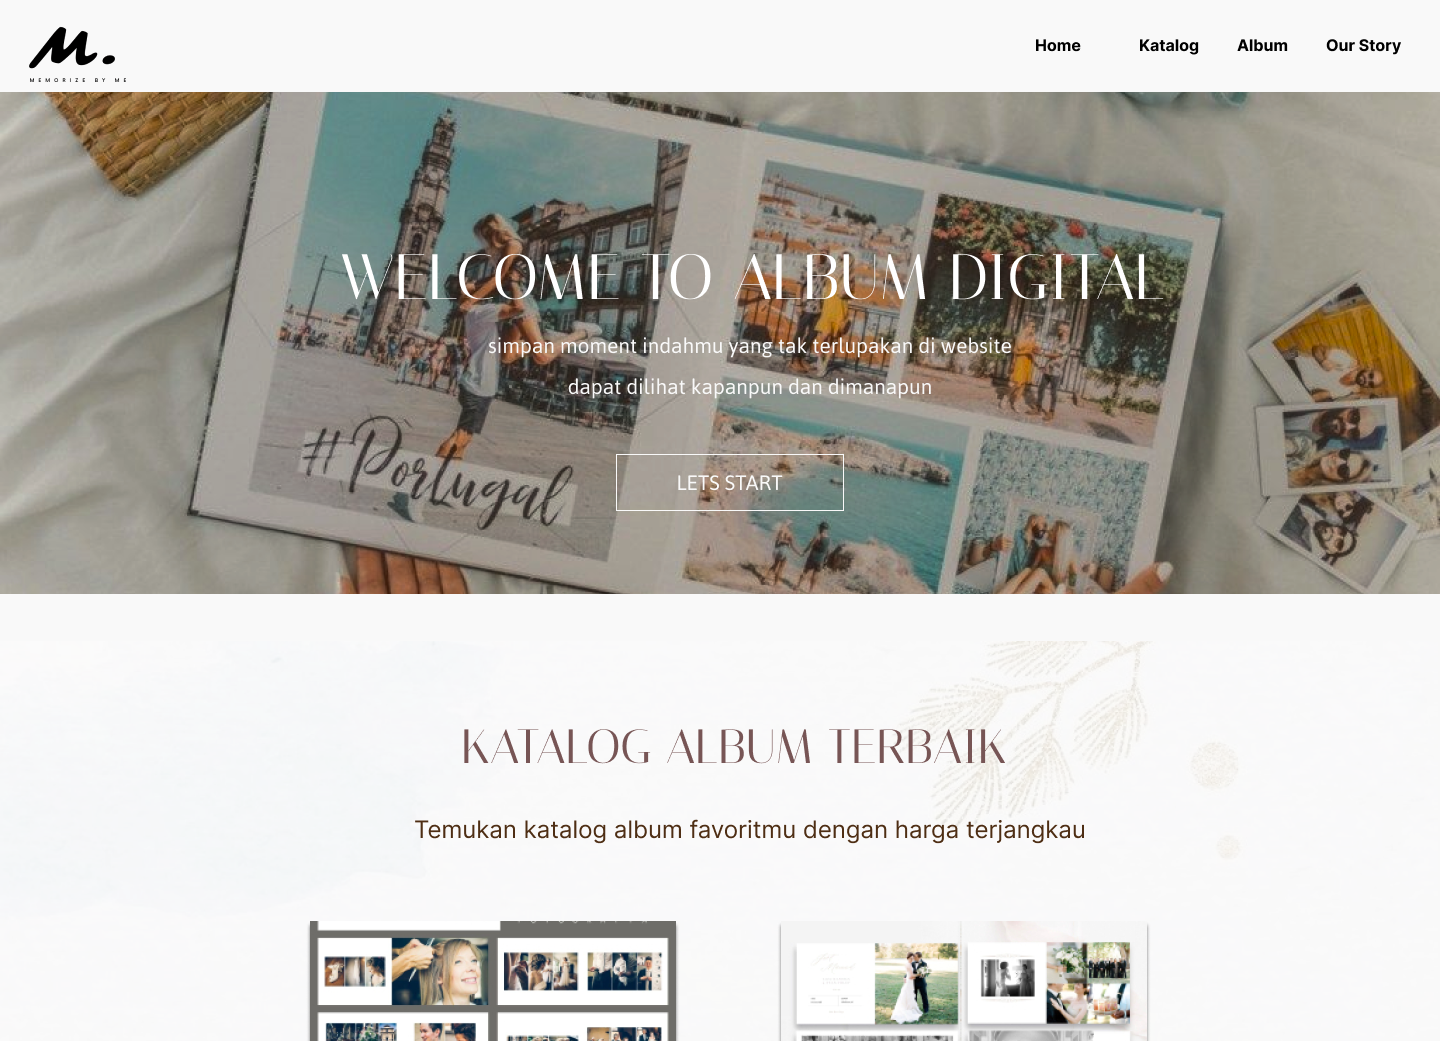 M.
MEMORIZE BY ME
Home Katalog Album Our Story
WELCOME TO ALBUM DIGITAL
simpan moment indahmu yang tak terlupakan di website
dapat dilihat kapanpun dan dimanapun
#Portugal
LETS START
KATALOG ALBUM TERBAIK
Temukan katalog album favoritmu dengan harga terjangkau